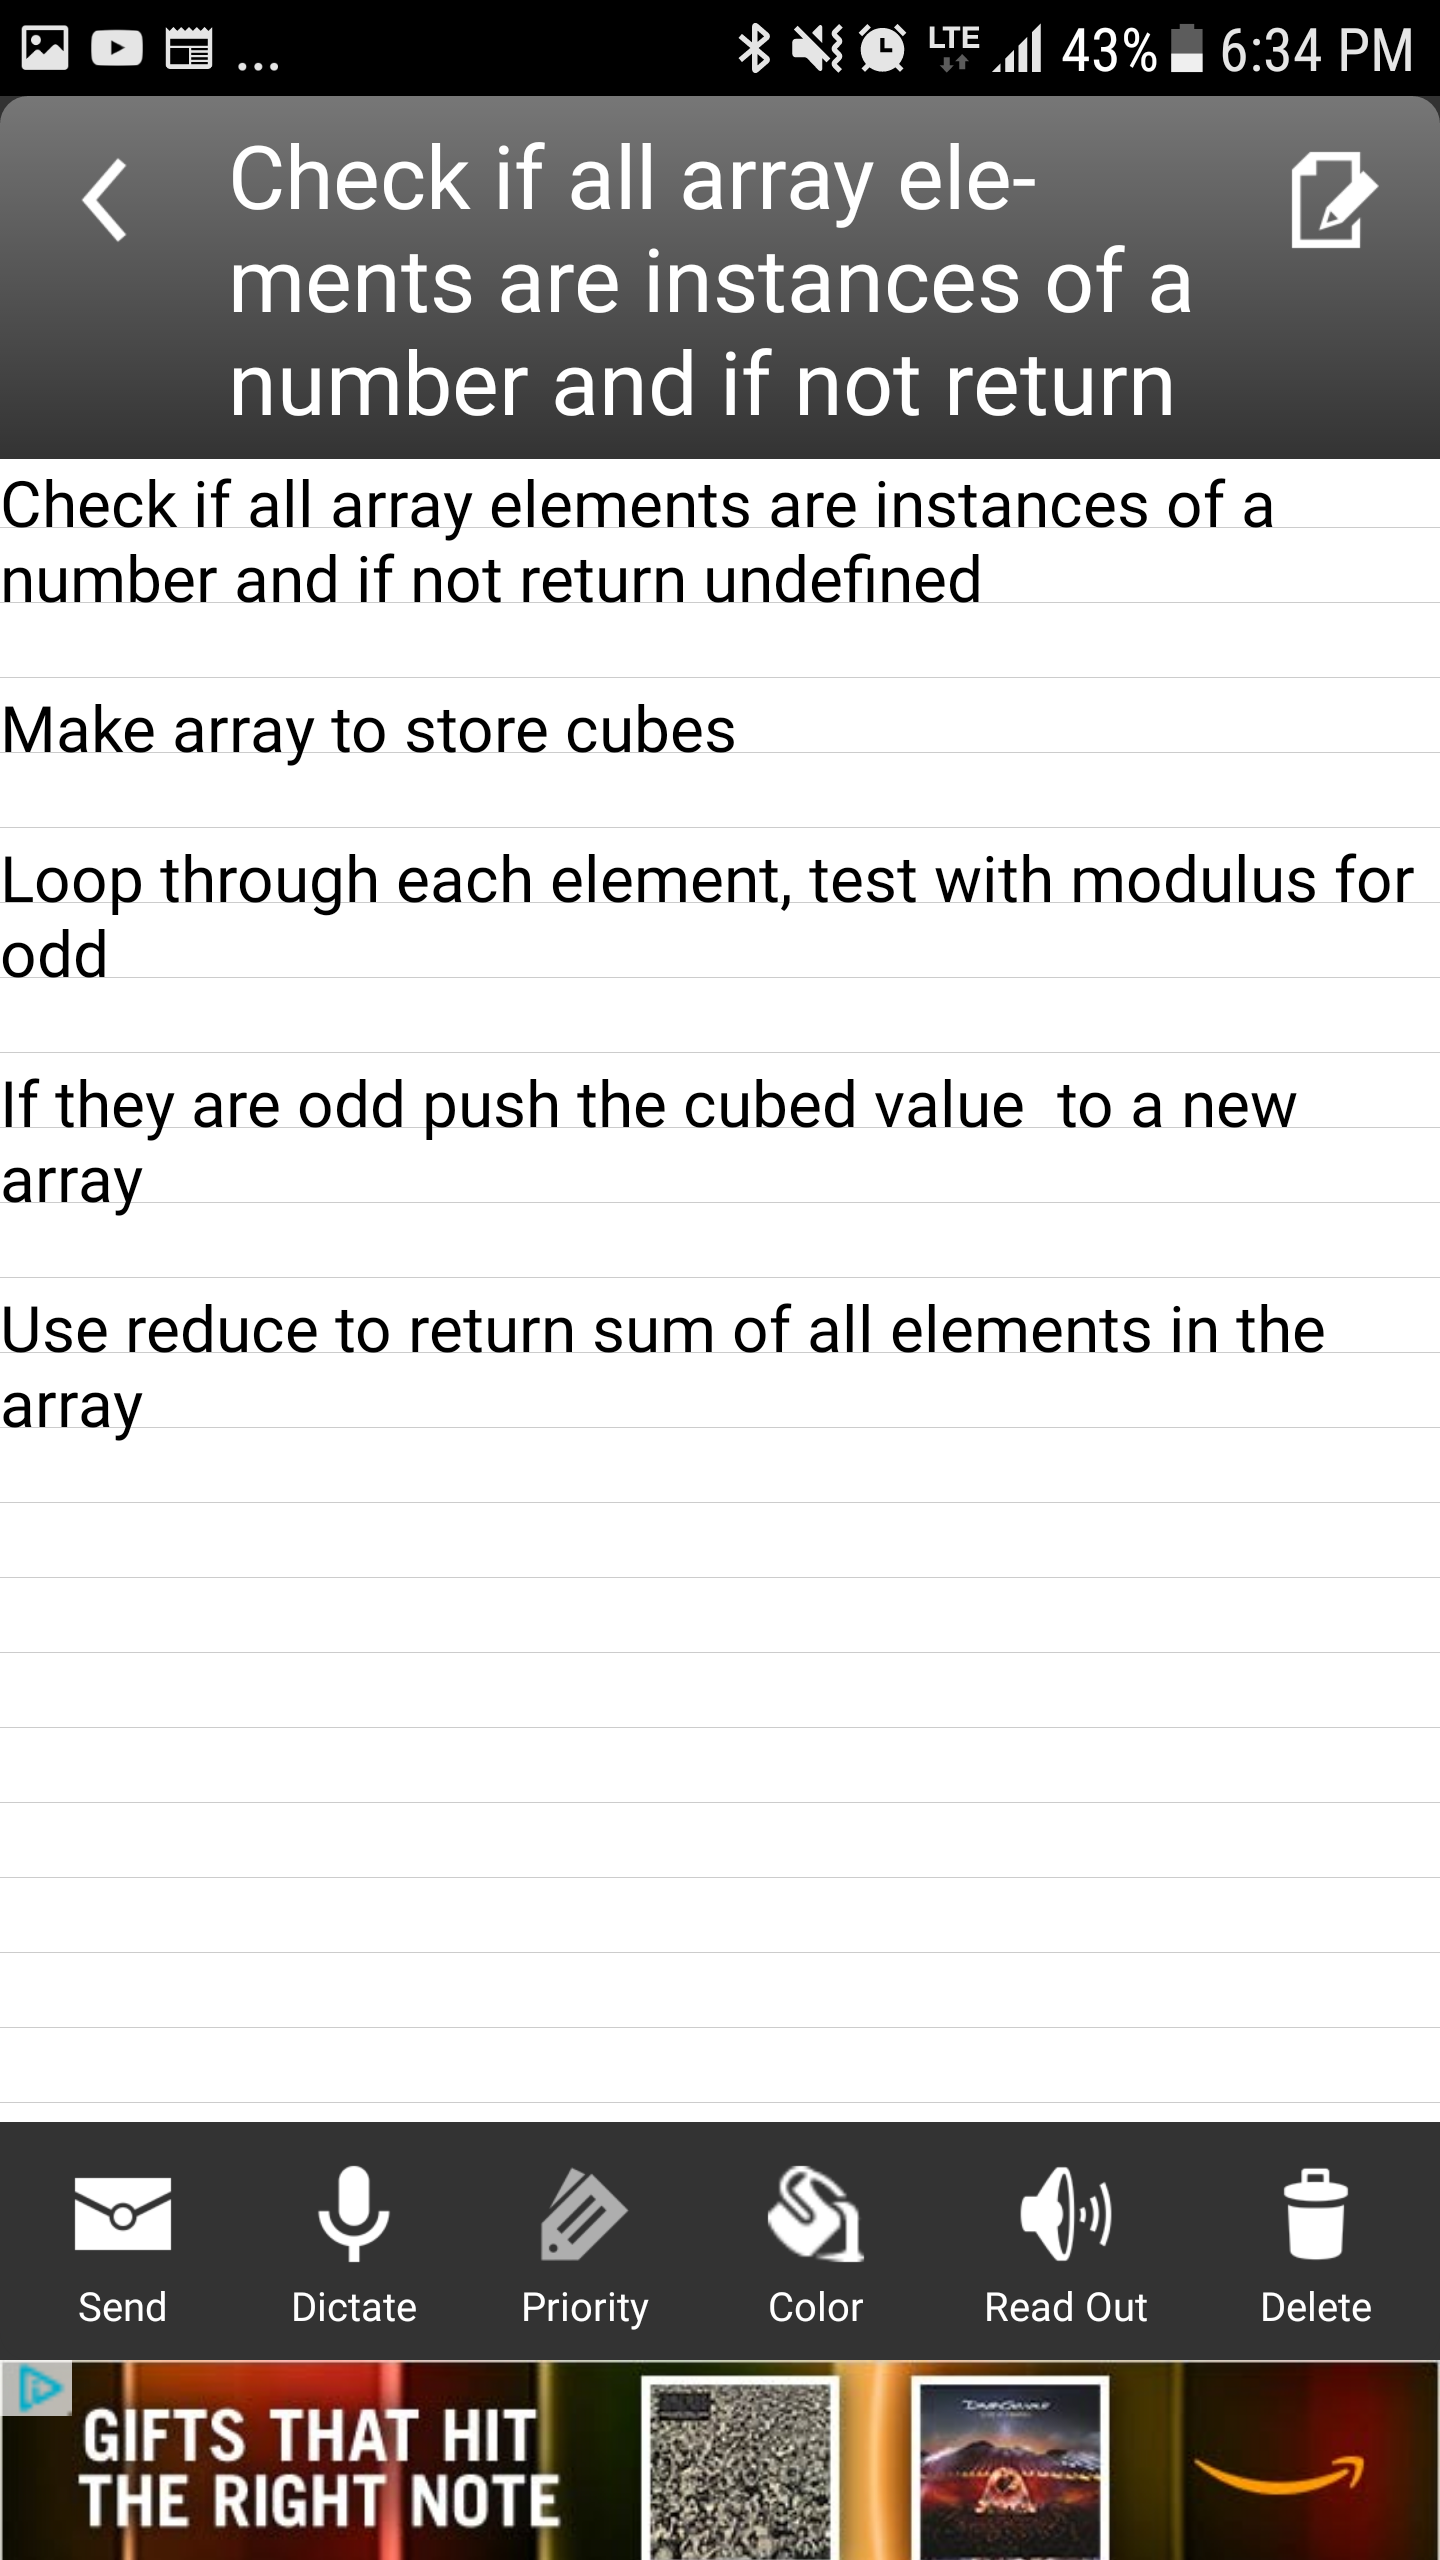 ... LTE 43% 6:34 PM
Check if all array ele-
ments are instances of a
number and if not return
Check if all array elements are instances of a
number and if not return undefined
Make array to store cubes
Loop through each element, test with modulus for
odd
If they are odd push the cubed value  to a new
array
Use reduce to return sum of all elements in the
array
Send Dictate Priority Color Read Out Delete
GIFTS THAT HIT
THE RIGHT NOTE